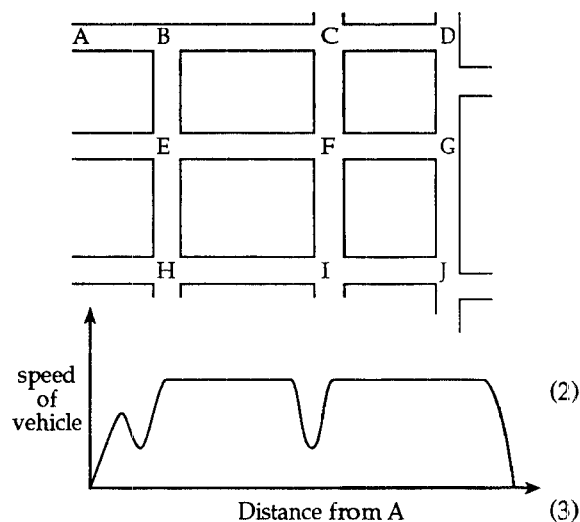 A B C D
E F G
H I J
speed
of
vehicle
(2)
Distance from A
(3)